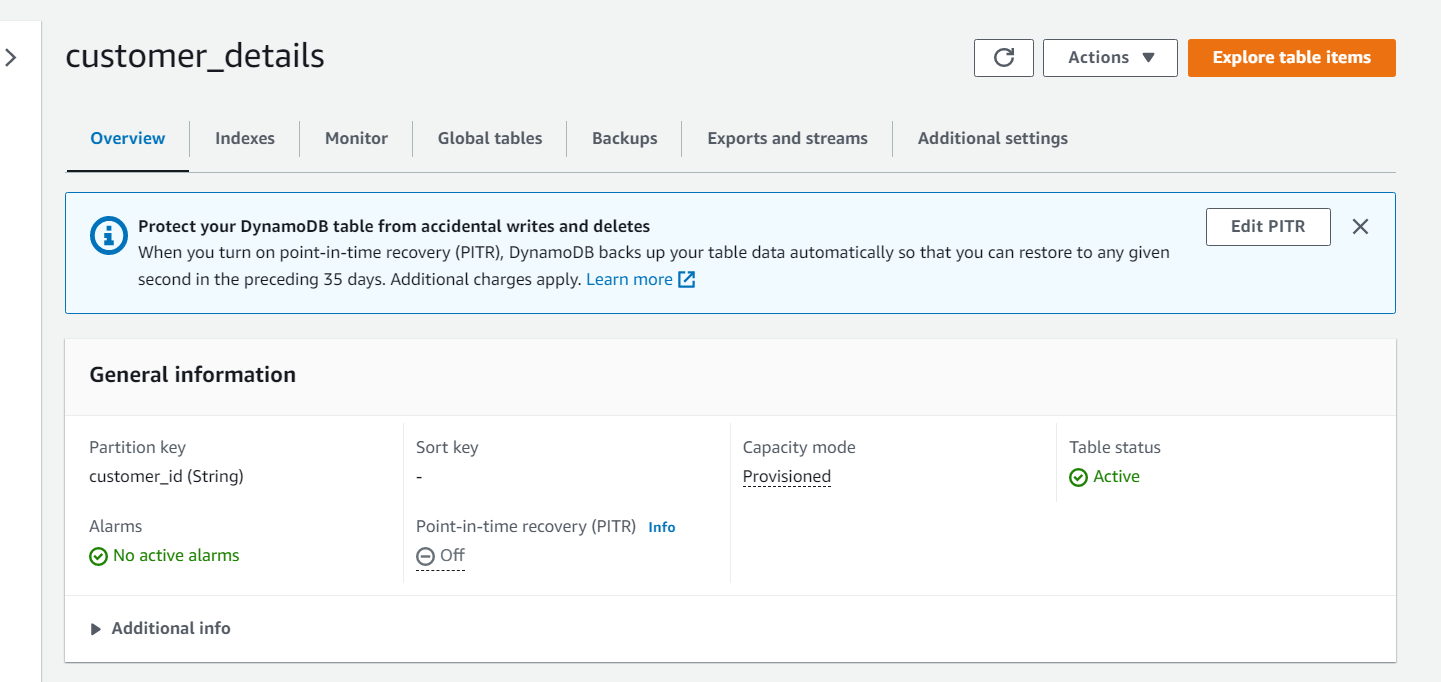 customer_details
Actions
Explore table items
Overview
Indexes
Monitor
Global tables
Backups
Exports and streams
Additional settings
Protect your DynamoDB table from accidental writes and deletes
When you turn on point-in-time recovery (PITR), DynamoDB backs up your table data automatically so that you can restore to any given
second in the preceding 35 days. Additional charges apply. Learn more
Edit PITR
General information
Partition key
customer_id (String)
Sort key
-
Capacity mode
Provisioned
Table status
Active
Alarms
No active alarms
Point-in-time recovery (PITR) Info
Off
Additional info